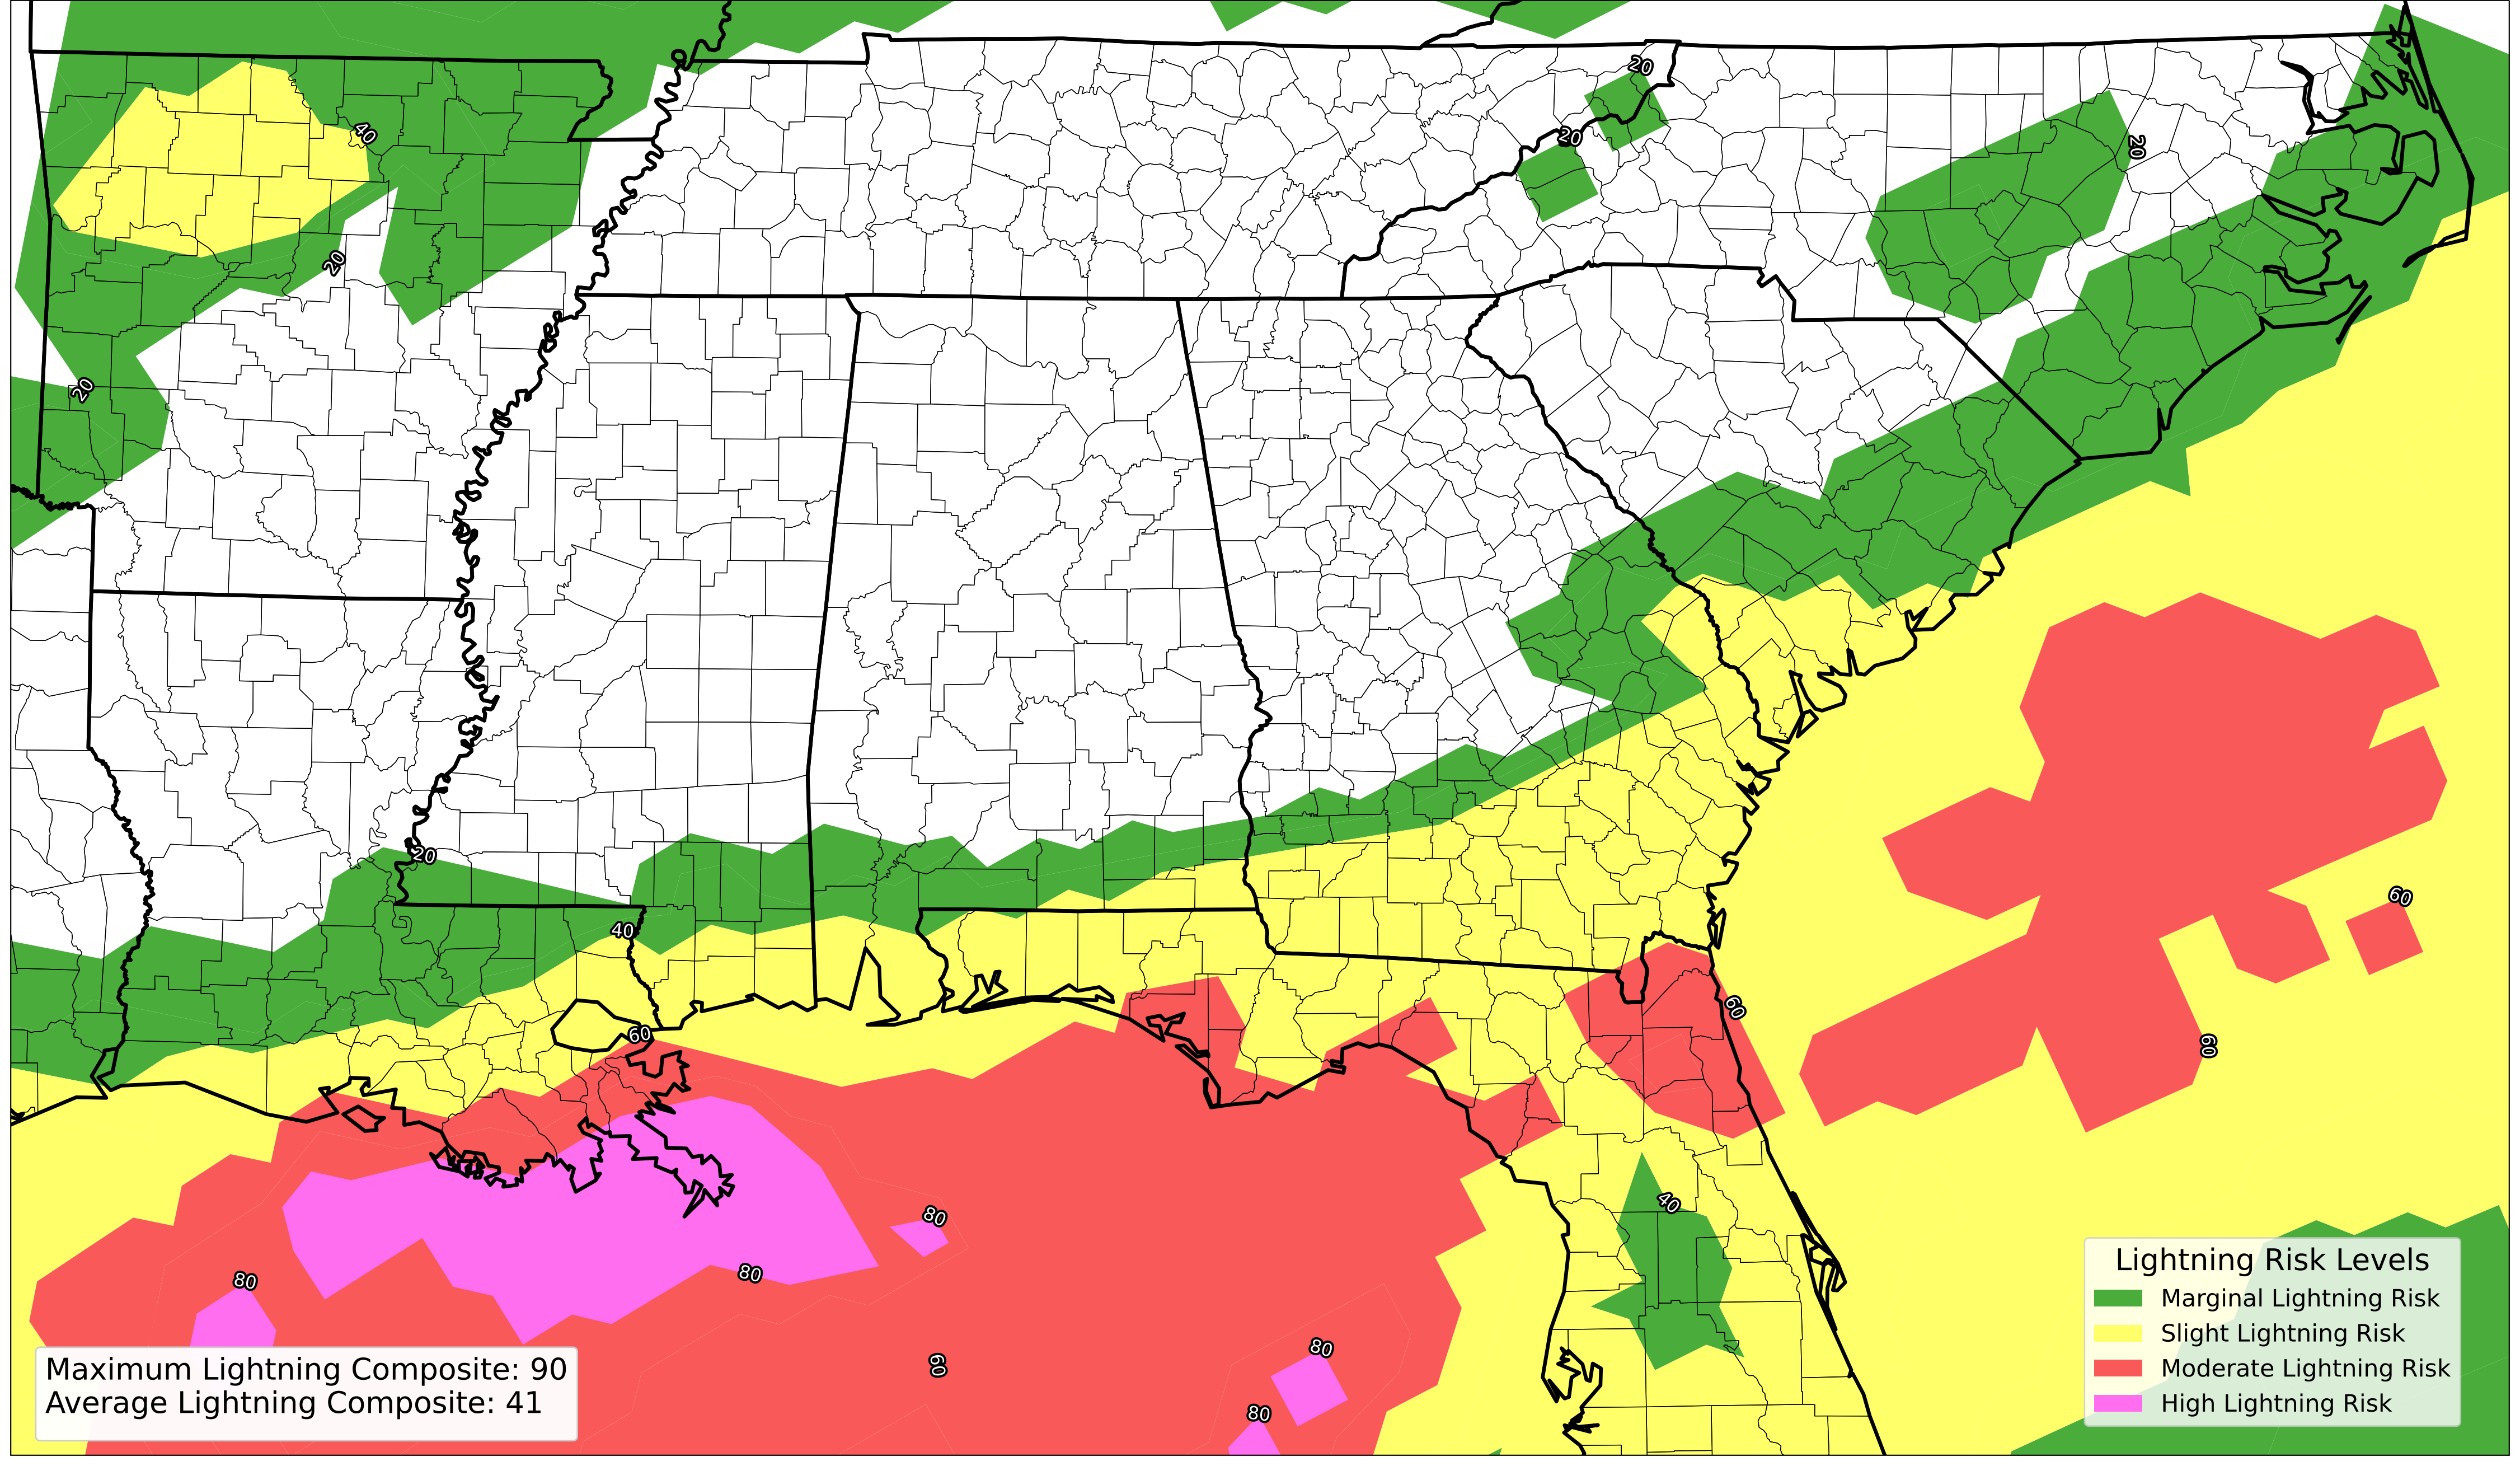 20
20
40
20
20
20
20
40
60
60
60
60
40
80
80
80
60
80
80
Lightning Risk Levels
Marginal Lightning Risk
Slight Lightning Risk
Moderate Lightning Risk
High Lightning Risk
Maximum Lightning Composite: 90
Average Lightning Composite: 41